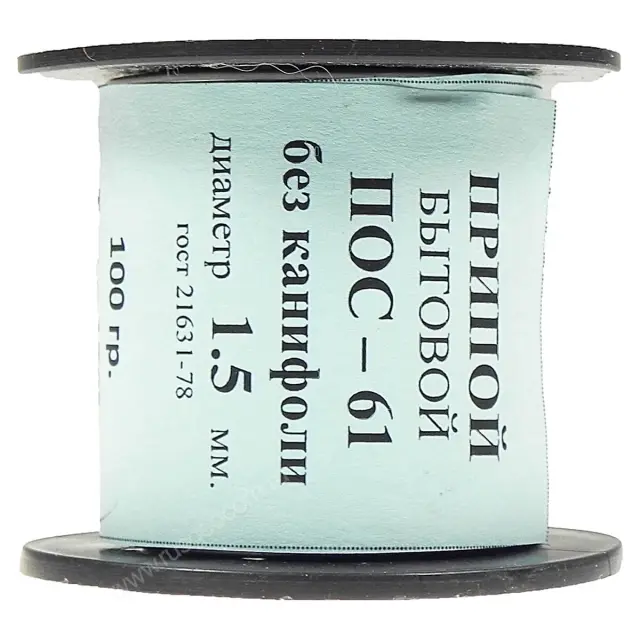 ПРИПОЙ
БЫТОВОЙ
ПОС – 61
без канифоли
диаметр 1.5 мм.
гост 21631-78
100 гр.